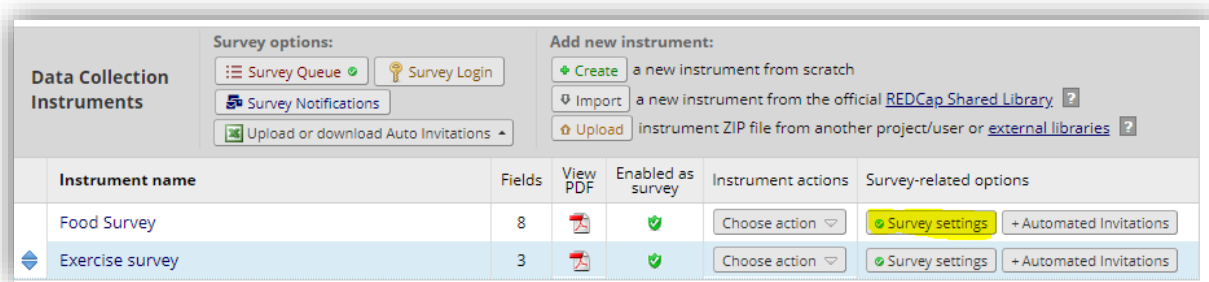 Data Collection
Instruments
Survey options:
Survey Queue
Survey Login
Survey Notifications
Upload or download Auto Invitations
Add new instrument:
Create a new instrument from scratch
Import a new instrument from the official REDCap Shared Library ?
Upload instrument ZIP file from another project/user or external libraries ?
Instrument name Fields View PDF Enabled as survey Instrument actions Survey-related options
Food Survey 8 Choose action Survey settings + Automated Invitations
Exercise survey 3 Choose action Survey settings + Automated Invitations